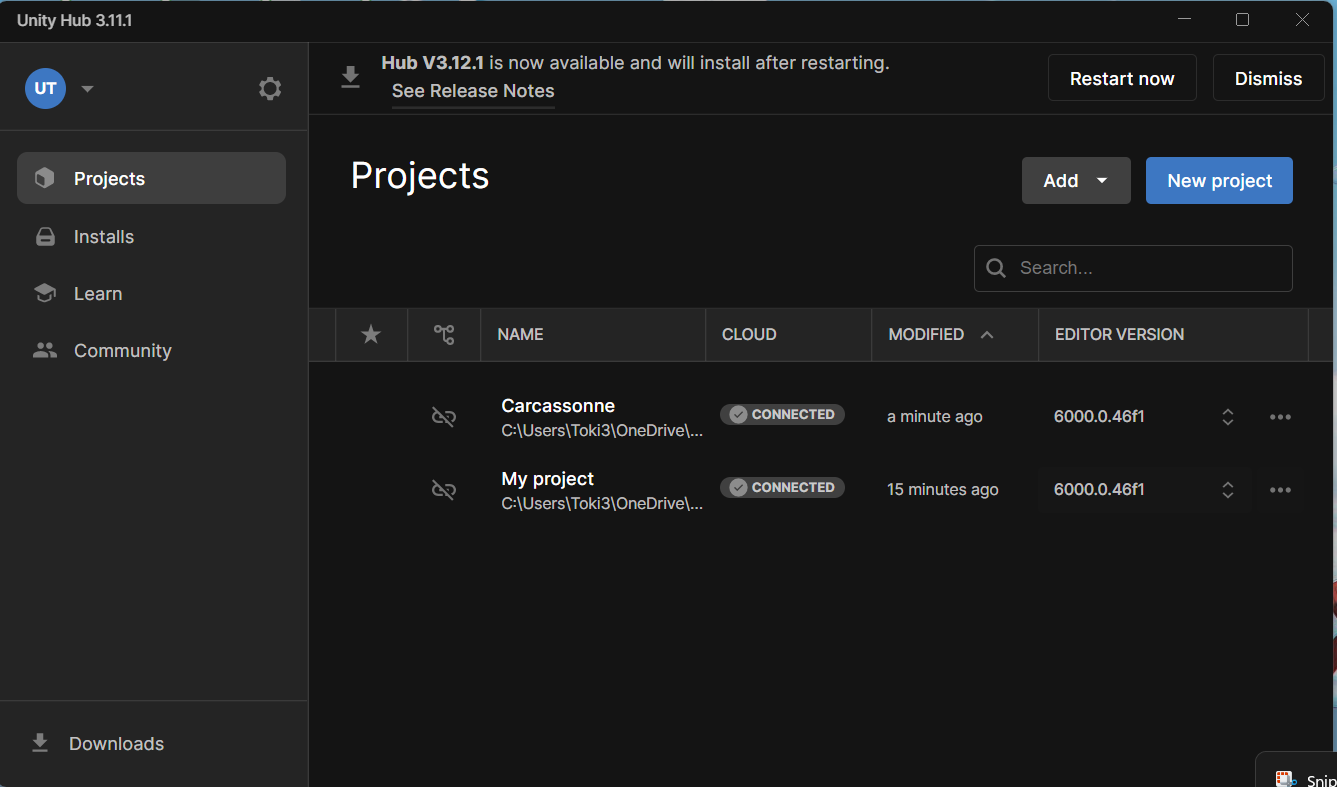 Unity Hub 3.11.1
UT
Hub V3.12.1 is now available and will install after restarting.
See Release Notes
Restart now
Dismiss
Projects
Installs
Learn
Community
Downloads
Projects
Add
New project
Search...
NAME
CLOUD
MODIFIED
EDITOR VERSION
Carcassonne
C:\Users\Toki3\OneDrive\...
CONNECTED
a minute ago
6000.0.46f1
My project
C:\Users\Toki3\OneDrive\...
CONNECTED
15 minutes ago
6000.0.46f1
Snip